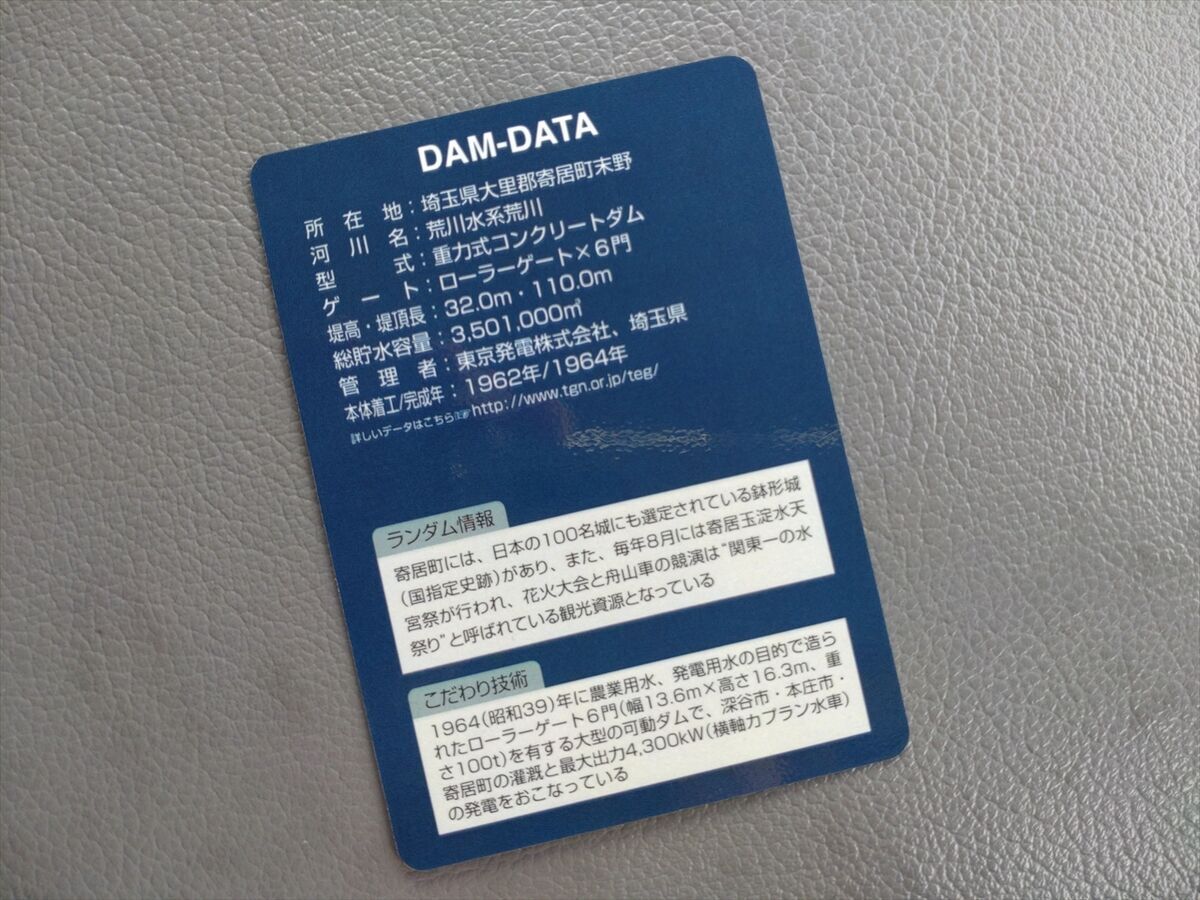 DAM-DATA
所在地：埼玉県大里郡寄居町末野
河川名：荒川水系荒川
型式：重力式コンクリートダム
ゲート：ローラーゲート×6門
堤高・堤頂長：32.0m・110.0m
総貯水容量：3,501,000㎥
管理者：東京発電株式会社、埼玉県
本体着工/完成年：1962年/1964年
詳しいデータはこちら☞http://www.tgn.or.jp/teg/
ランダム情報
寄居町には、日本の100名城にも選定されている鉢形城
(国指定史跡)があり、また、毎年8月には寄居玉淀水天
宮祭が行われ、花火大会と舟山車の競演は“関東一の水
祭り”と呼ばれている観光資源となっている
こだわり技術
1964(昭和39)年に農業用水、発電用水の目的で造ら
れたローラーゲート6門(幅13.6m×高さ16.3m、重
さ100t)を有する大型の可動ダムで、深谷市・本庄市・
寄居町の灌漑と最大出力4,300kW(横軸カプラン水車)
の発電をおこなっている